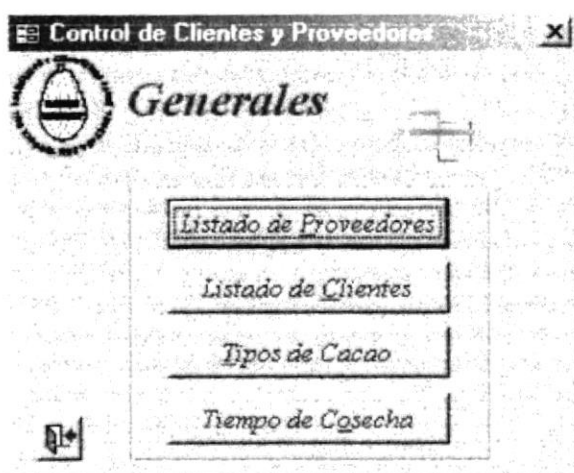 Control de Clientes y Proveedores
Generales
Listado de Proveedores
Listado de Clientes
Tipos de Cacao
Tiempo de Cosecha